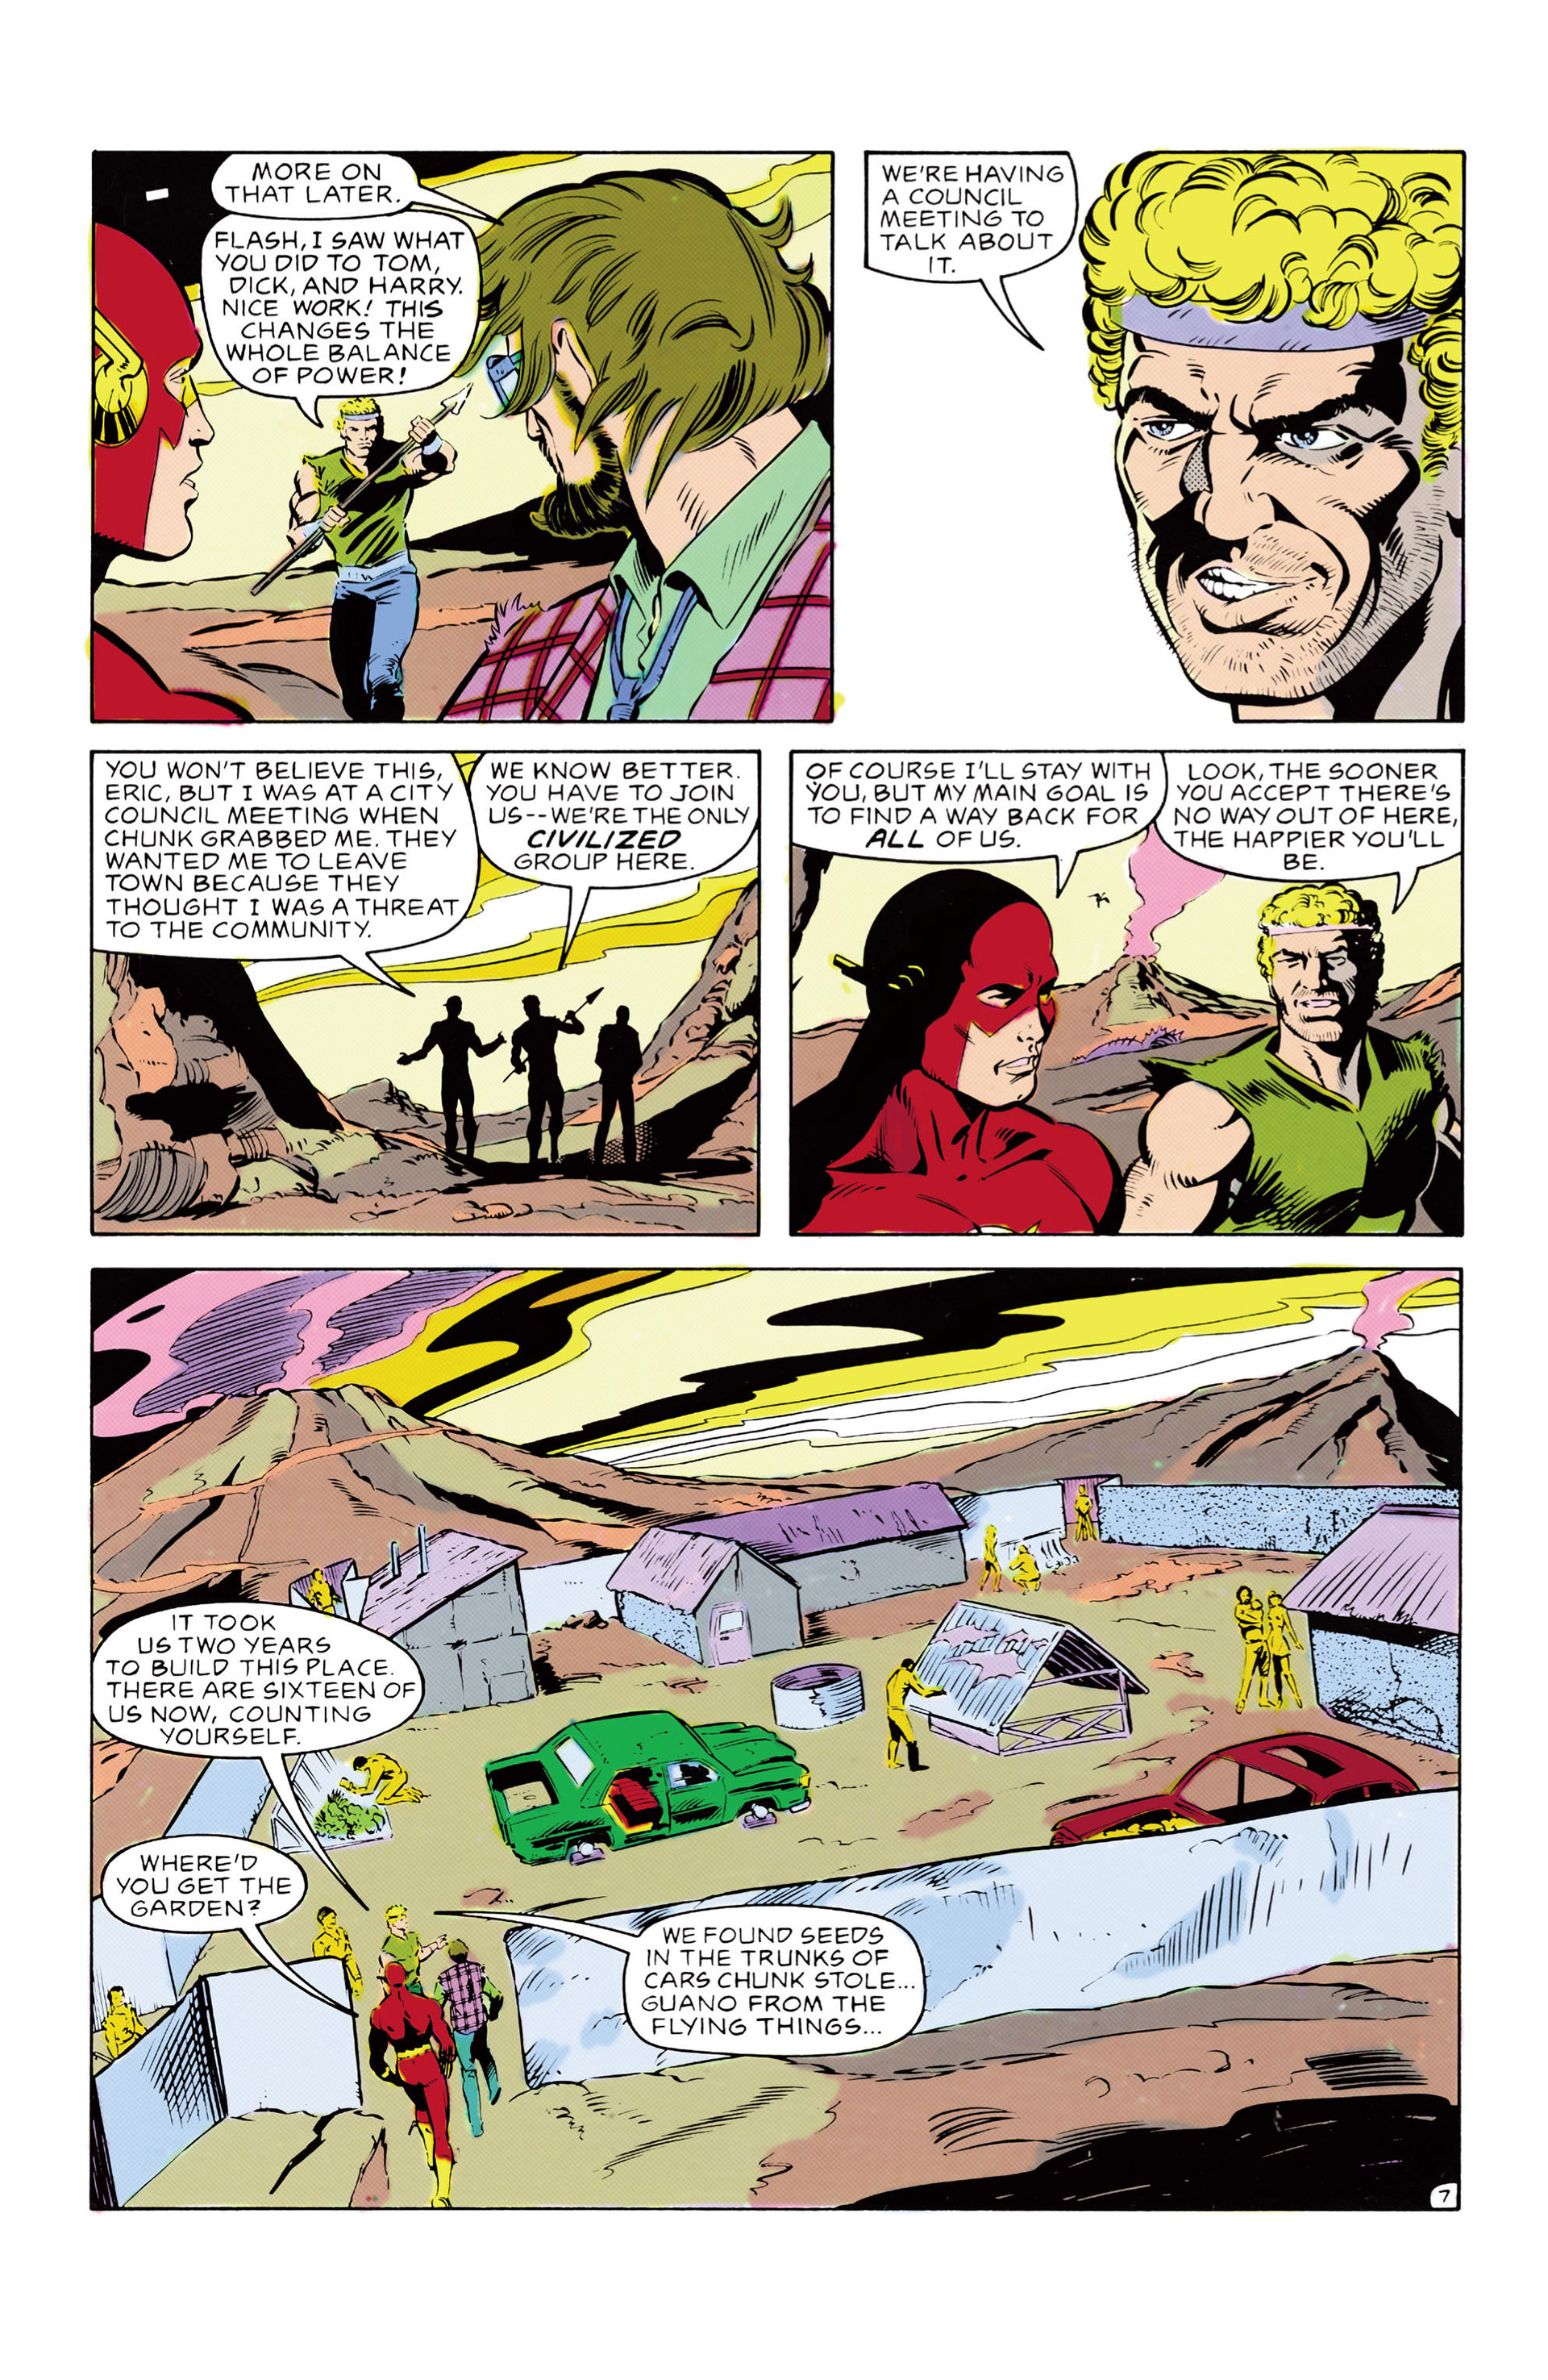 MORE ON
THAT LATER.
FLASH, I SAW WHAT
YOU DID TO TOM,
DICK, AND HARRY.
NICE WORK! THIS
CHANGES THE
WHOLE BALANCE
OF POWER!
WE'RE HAVING
A COUNCIL
MEETING TO
TALK ABOUT
IT.
YOU WON'T BELIEVE THIS,
ERIC, BUT I WAS AT A CITY
COUNCIL MEETING WHEN
CHUNK GRABBED ME. THEY
WANTED ME TO LEAVE
TOWN BECAUSE THEY
THOUGHT I WAS A THREAT
TO THE COMMUNITY.
WE KNOW BETTER.
YOU HAVE TO JOIN
US--WE'RE THE ONLY
CIVILIZED
GROUP HERE.
OF COURSE I'LL STAY WITH
YOU, BUT MY MAIN GOAL IS
TO FIND A WAY BACK FOR
ALL OF US.
LOOK, THE SOONER
YOU ACCEPT THERE'S
NO WAY OUT OF HERE,
THE HAPPIER YOU'LL
BE.
IT TOOK
US TWO YEARS
TO BUILD THIS PLACE.
THERE ARE SIXTEEN OF
US NOW, COUNTING
YOURSELF.
WHERE'D
YOU GET THE
GARDEN?
WE FOUND SEEDS
IN THE TRUNKS OF
CARS CHUNK STOLE...
GUANO FROM THE
FLYING THINGS...
7